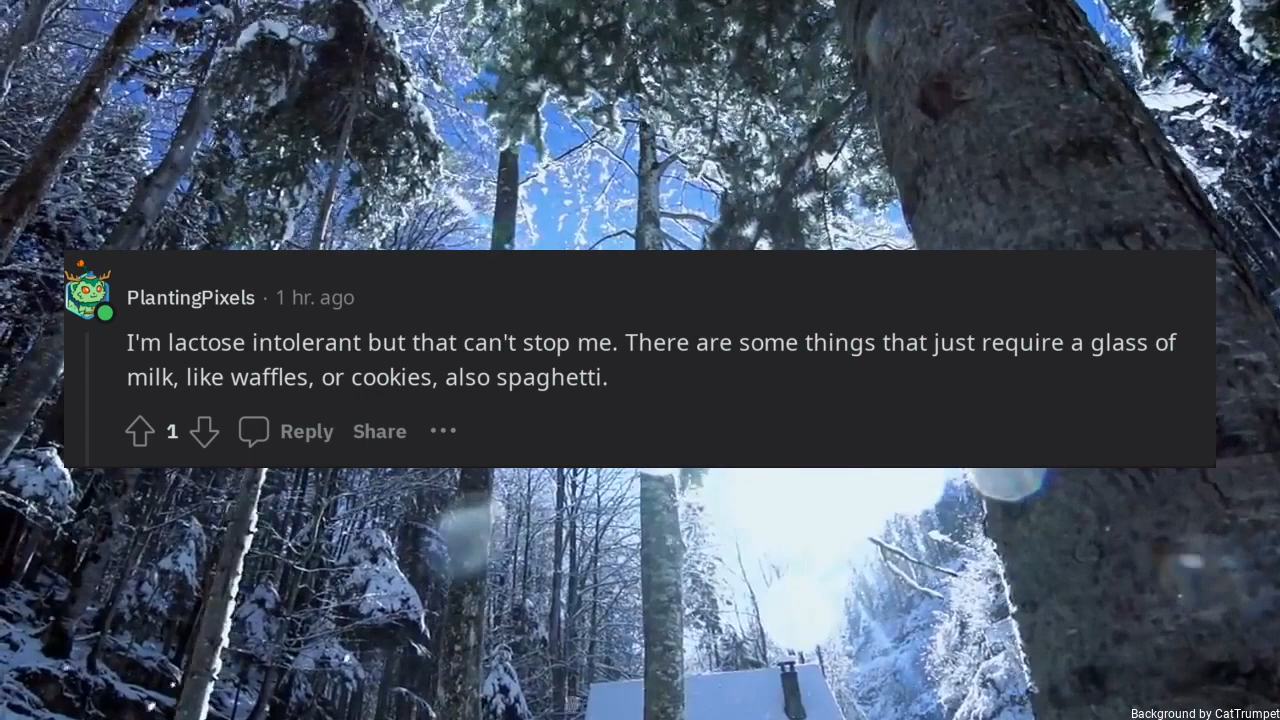 PlantingPixels · 1 hr. ago
I'm lactose intolerant but that can't stop me. There are some things that just require a glass of
milk, like waffles, or cookies, also spaghetti.
1 Reply Share ...
Background by CatTrumpet